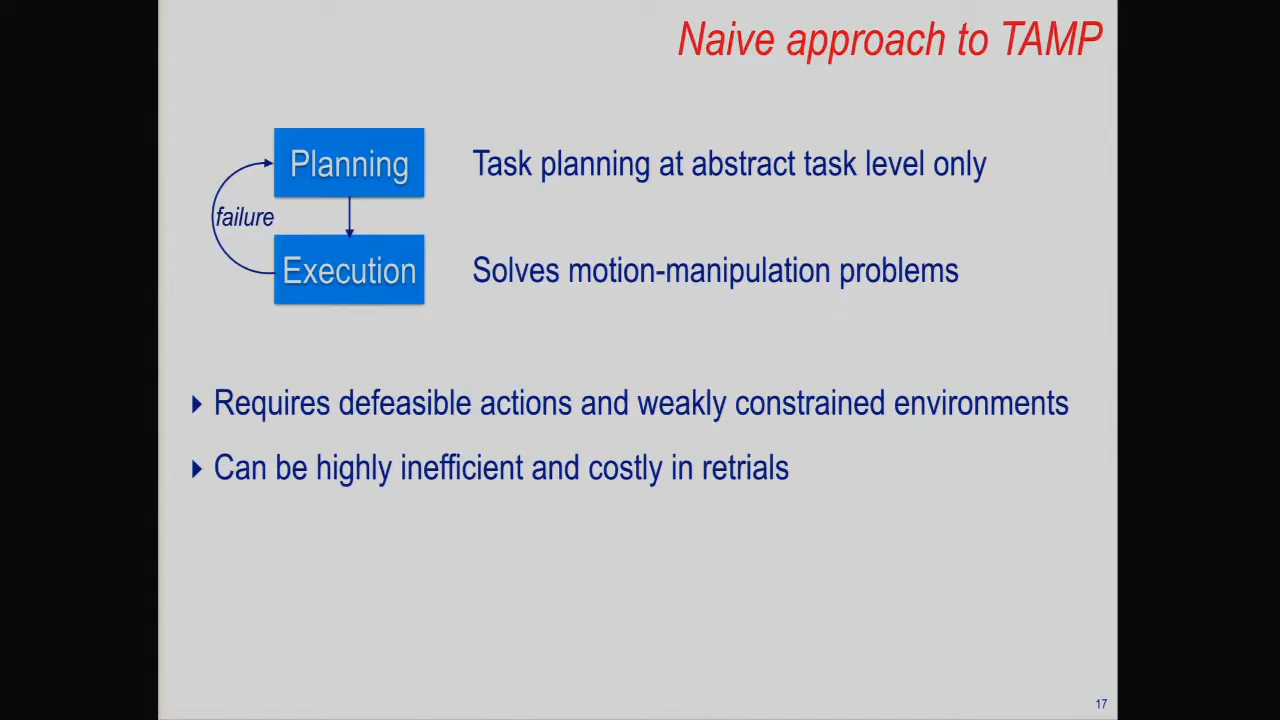 Naive approach to TAMP
Planning
Task planning at abstract task level only
failure
Execution
Solves motion-manipulation problems
Requires defeasible actions and weakly constrained environments
Can be highly inefficient and costly in retrials
17